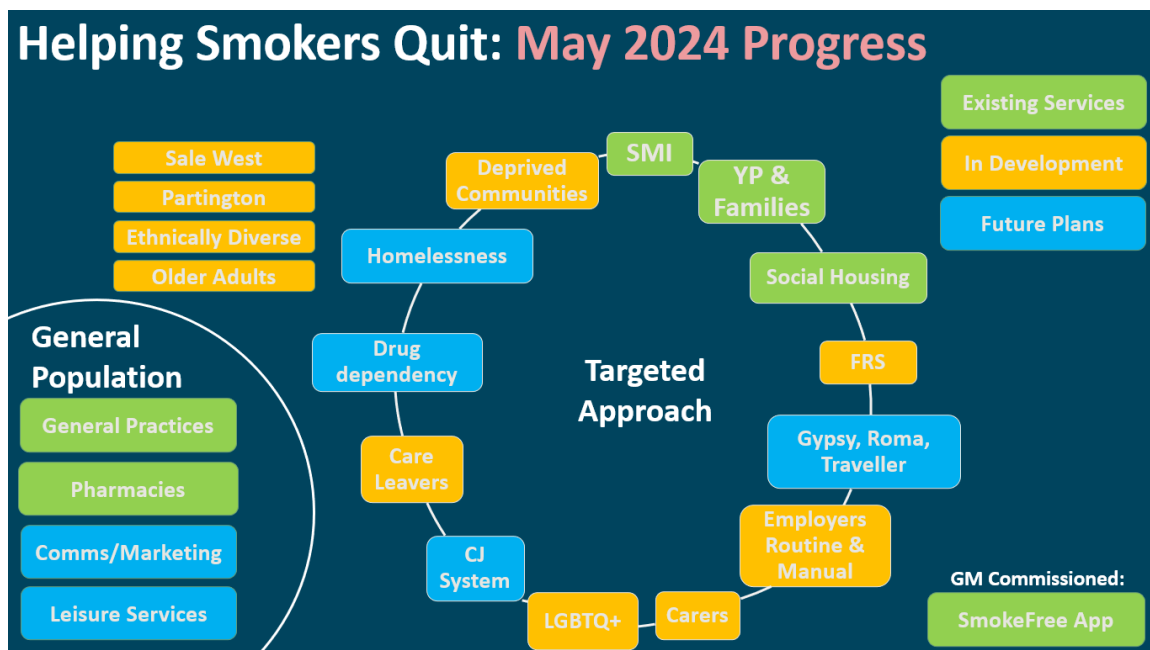 Helping Smokers Quit: May 2024 Progress
Existing Services
In Development
Future Plans
Sale West
Partington
Ethnically Diverse
Older Adults
Deprived
Communities
SMI
YP &
Families
Homelessness
Social Housing
Drug
dependency
Targeted
Approach
FRS
Gypsy, Roma,
Traveller
Care
Leavers
Employers
Routine &
Manual
CJ
System
LGBTQ+
Carers
General
Population
General Practices
Pharmacies
Comms/Marketing
Leisure Services
GM Commissioned:
SmokeFree App